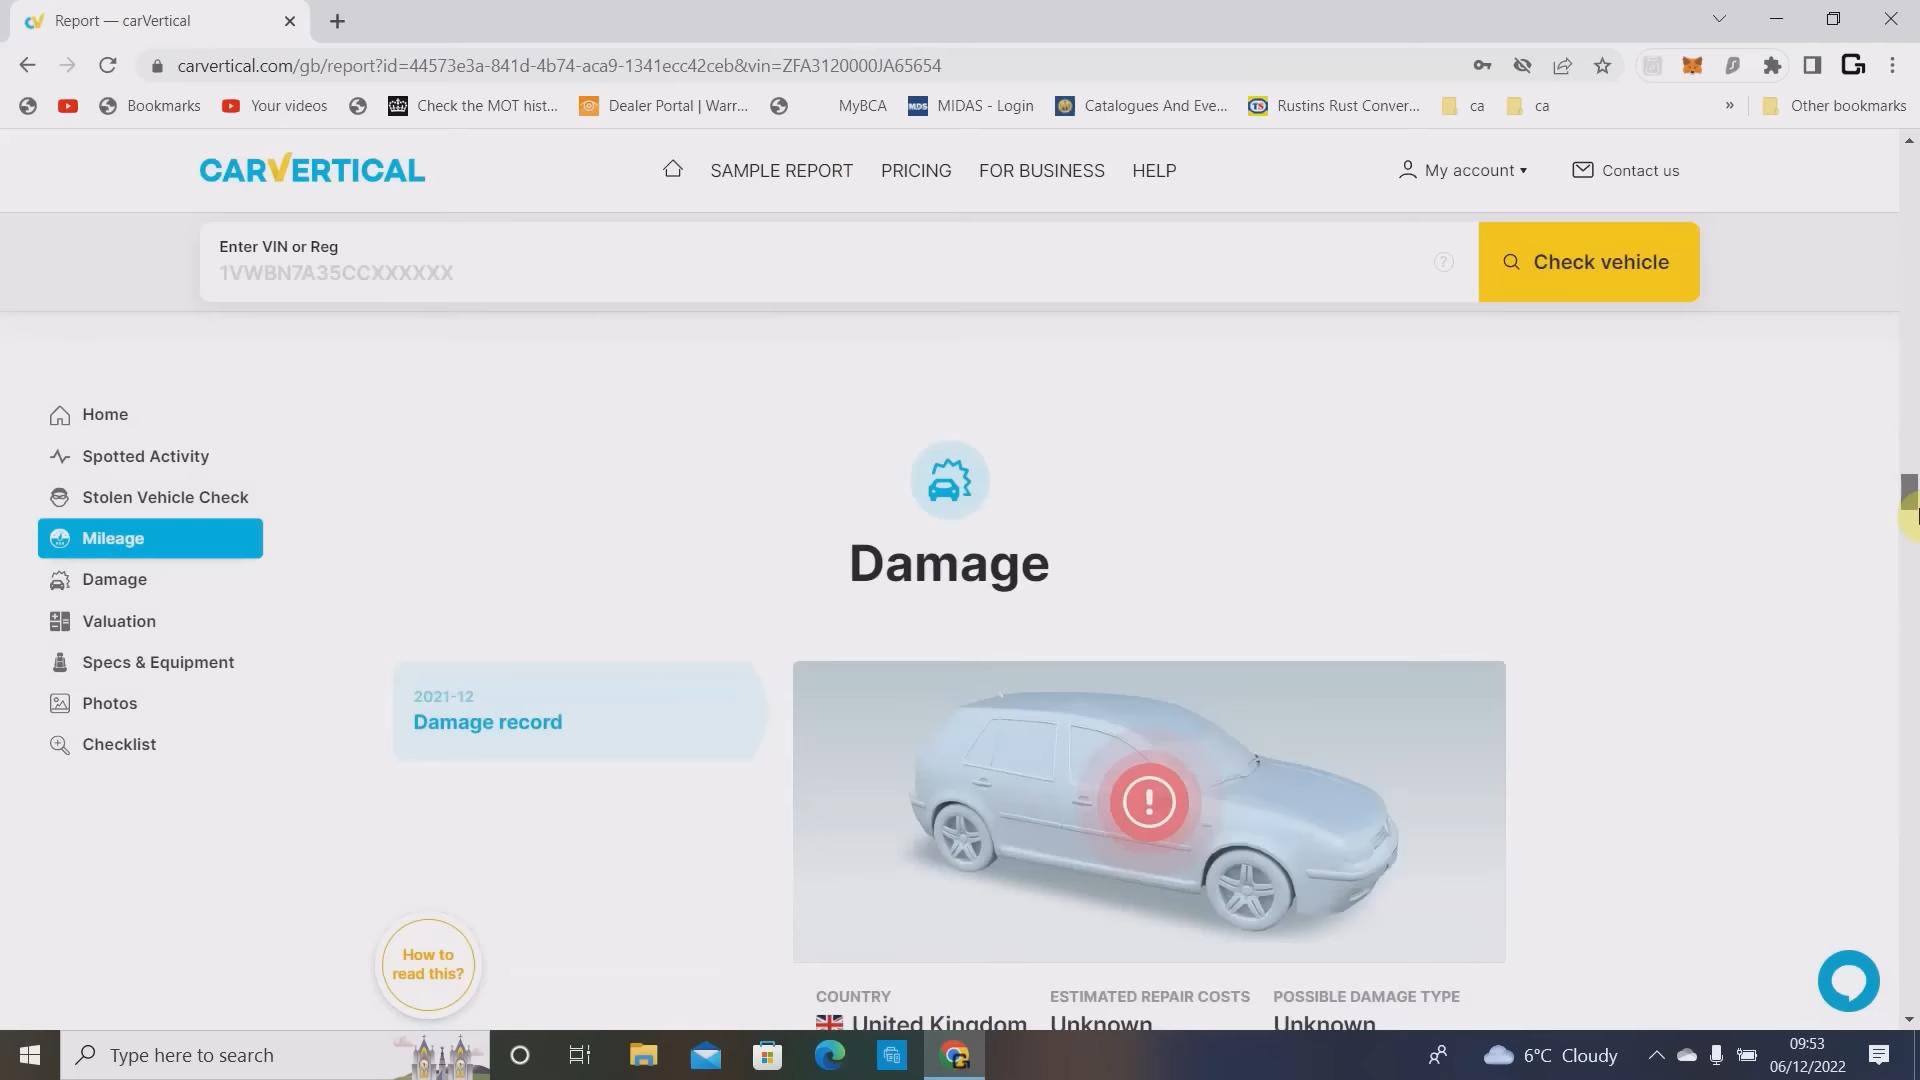 Report — carVertical
carvertical.com/gb/report?id=44573e3a-841d-4b74-aca9-1341ecc42ceb&vin=ZFA3120000JA65654
Bookmarks
Your videos
Check the MOT hist...
Dealer Portal | Warr...
MyBCA
MDS
MIDAS - Login
Catalogues And Eve...
TS
Rustins Rust Conver...
ca
ca
»
Other bookmarks
CARVERTICAL
SAMPLE REPORT
PRICING
FOR BUSINESS
HELP
My account
Contact us
Enter VIN or Reg
1VWBN7A35CCXXXXXX
?
Check vehicle
Home
Spotted Activity
Stolen Vehicle Check
Mileage
Damage
Valuation
Specs & Equipment
Photos
Checklist
Damage
2021-12
Damage record
!
How to
read this?
COUNTRY
ESTIMATED REPAIR COSTS
POSSIBLE DAMAGE TYPE
United Kingdom
Unknown
Unknown
Type here to search
6°C Cloudy
09:53
06/12/2022